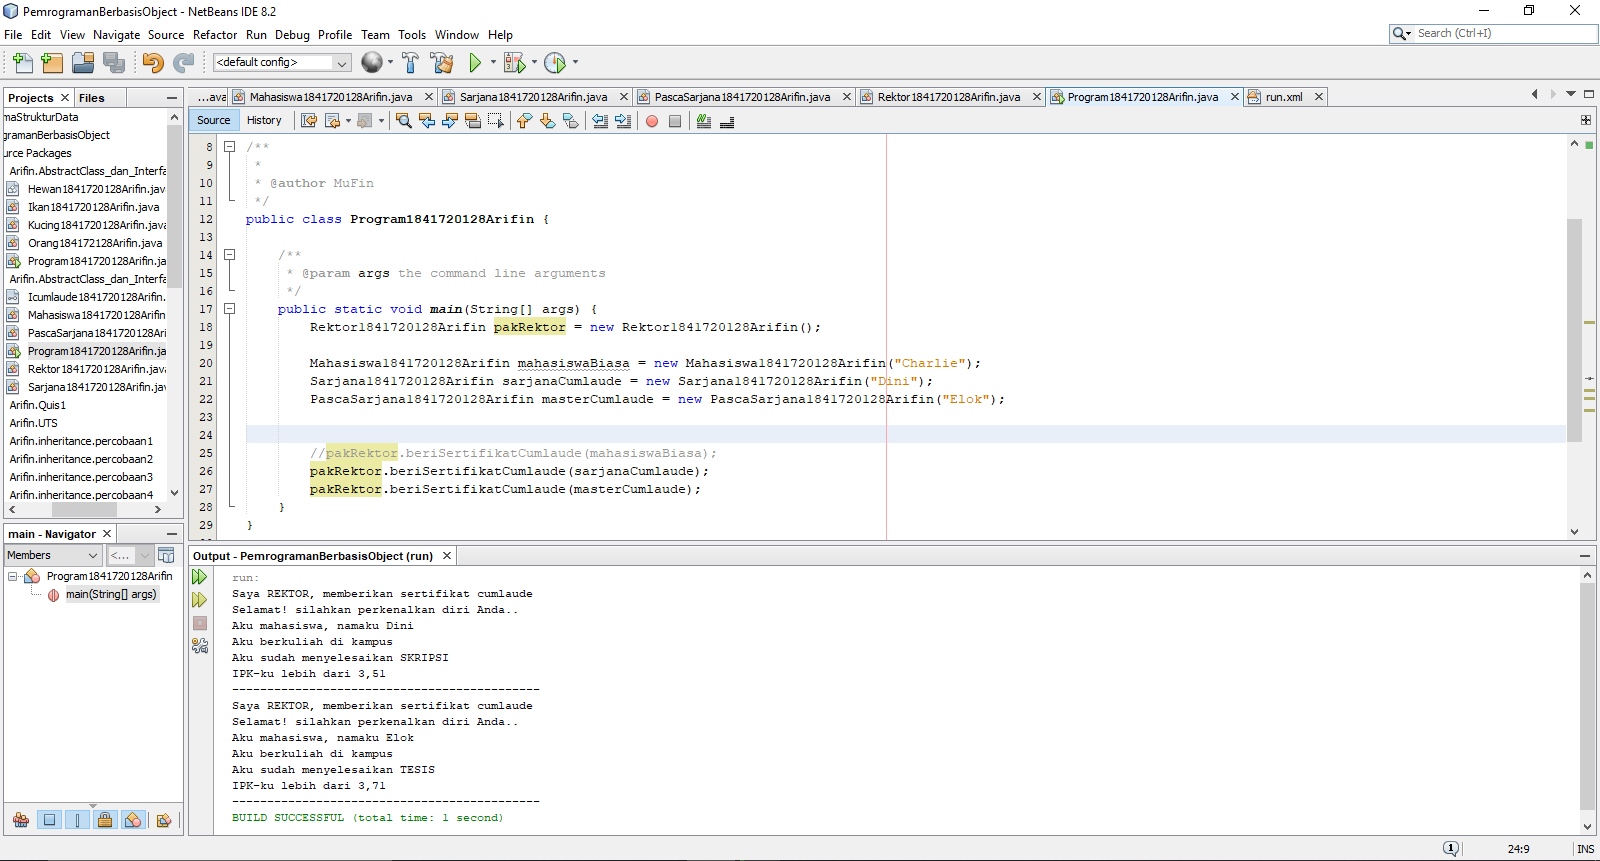 PemrogramanBerbasisObject - NetBeans IDE 8.2
File Edit View Navigate Source Refactor Run Debug Profile Team Tools Window Help
Search (Ctrl+I)
<default config>
Projects Files
maStrukturData
gramanBerbasisObject
urce Packages
Arifin.AbstractClass_dan_Interfa
Hewan1841720128Arifin.jav
Ikan1841720128Arifin.java
Kucing1841720128Arifin.java
Orang184172128Arifin.java
Program1841720128Arifin.ja
Arifin.AbstractClass_dan_Interfa
Icumlaude1841720128Arifin.
Mahasiswa1841720128Arifin
PascaSarjana1841720128Ari
Program1841720128Arifin.ja
Rektor1841720128Arifin.jav
Sarjana1841720128Arifin.jav
Arifin.Quis1
Arifin.UTS
Arifin.inheritance.percobaan1
Arifin.inheritance.percobaan2
Arifin.inheritance.percobaan3
Arifin.inheritance.percobaan4
main - Navigator
Members <...
Program1841720128Arifin
main(String[] args)
...ava Mahasiswa1841720128Arifin.java Sarjana1841720128Arifin.java PascaSarjana1841720128Arifin.java Rektor1841720128Arifin.java Program1841720128Arifin.java run.xml
Source History
8 /**
9 *
10 * @author MuFin
11 */
12 public class Program1841720128Arifin {
13
14 /**
15 * @param args the command line arguments
16 */
17 public static void main(String[] args) {
18 Rektor1841720128Arifin pakRektor = new Rektor1841720128Arifin();
19
20 Mahasiswa1841720128Arifin mahasiswaBiasa = new Mahasiswa1841720128Arifin("Charlie");
21 Sarjana1841720128Arifin sarjanaCumlaude = new Sarjana1841720128Arifin("Dini");
22 PascaSarjana1841720128Arifin masterCumlaude = new PascaSarjana1841720128Arifin("Elok");
23
24
25 //pakRektor.beriSertifikatCumlaude(mahasiswaBiasa);
26 pakRektor.beriSertifikatCumlaude(sarjanaCumlaude);
27 pakRektor.beriSertifikatCumlaude(masterCumlaude);
28 }
29 }
Output - PemrogramanBerbasisObject (run)
run:
Saya REKTOR, memberikan sertifikat cumlaude
Selamat! silahkan perkenalkan diri Anda..
Aku mahasiswa, namaku Dini
Aku berkuliah di kampus
Aku sudah menyelesaikan SKRIPSI
IPK-ku lebih dari 3,51
-----------------------------------------
Saya REKTOR, memberikan sertifikat cumlaude
Selamat! silahkan perkenalkan diri Anda..
Aku mahasiswa, namaku Elok
Aku berkuliah di kampus
Aku sudah menyelesaikan TESIS
IPK-ku lebih dari 3,71
-----------------------------------------
BUILD SUCCESSFUL (total time: 1 second)
1 24:9 INS